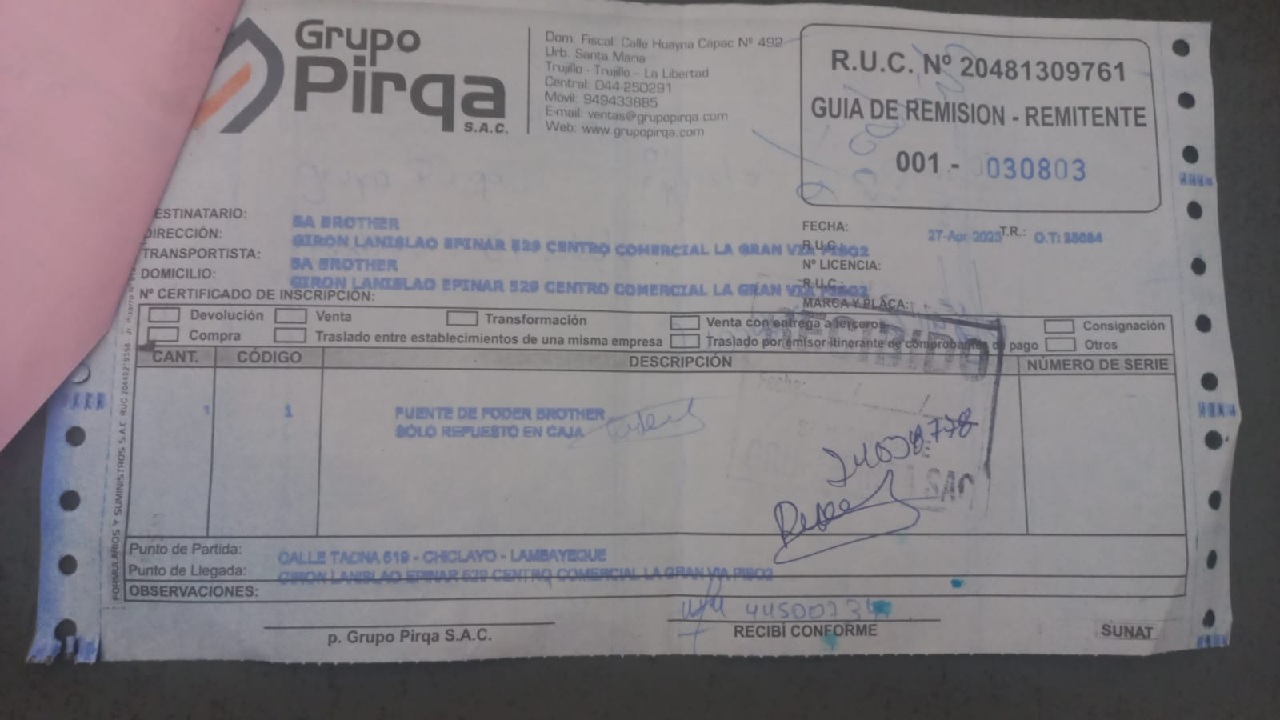 Grupo
Pirqa
S.A.C.
Dom. Fiscal: Calle Huayna Capac Nº 492
Urb. Santa Maria
Trujillo - Trujillo - La Libertad
Central: 044-250291
Móvil: 949433885
E-mail: ventas@grupopirqa.com
Web: www.grupopirqa.com
R.U.C. Nº 20481309761
GUIA DE REMISION - REMITENTE
001 - 030803
ESTINATARIO: SA BROTHER
DIRECCIÓN: GIRON LANISLAO EPINAR 529 CENTRO COMERCIAL LA GRAN VIA PISO2
TRANSPORTISTA: SA BROTHER
DOMICILIO: GIRON LANISLAO EPINAR 529 CENTRO COMERCIAL LA GRAN VIA PISO2
Nº CERTIFICADO DE INSCRIPCIÓN:
FECHA: 27-Apr. 2023 T.R.: O.T:
R.U.C.:
Nº LICENCIA:
R.U.C.:
MARCA Y PLACA:
Devolución Venta Transformación Venta con entrega a terceros Consignación
Compra Traslado entre establecimientos de una misma empresa Traslado por emisor itinerante de comprobantes de pago Otros
CANT. CÓDIGO DESCRIPCIÓN NÚMERO DE SERIE
1 1 FUENTE DE PODER BROTHER
SOLO REPUESTO EN CAJA
Punto de Partida: CALLE TACNA 619 - CHICLAYO - LAMBAYEQUE
Punto de Llegada: GIRON LANISLAO EPINAR 529 CENTRO COMERCIAL LA GRAN VIA PISO2
OBSERVACIONES:
p. Grupo Pirqa S.A.C.
RECIBÍ CONFORME
SUNAT